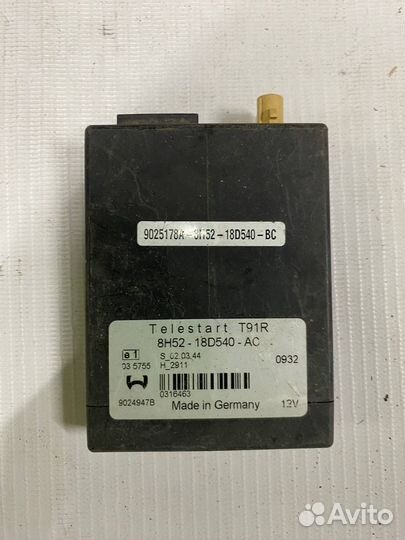 9025178A-8H52-18D540-BC
Telestart T91R
8H52-18D540-AC
e1
S_02.03.44
0932
03 5755
H_2911
0316463
9024947B
Made in Germany
12V
Avito